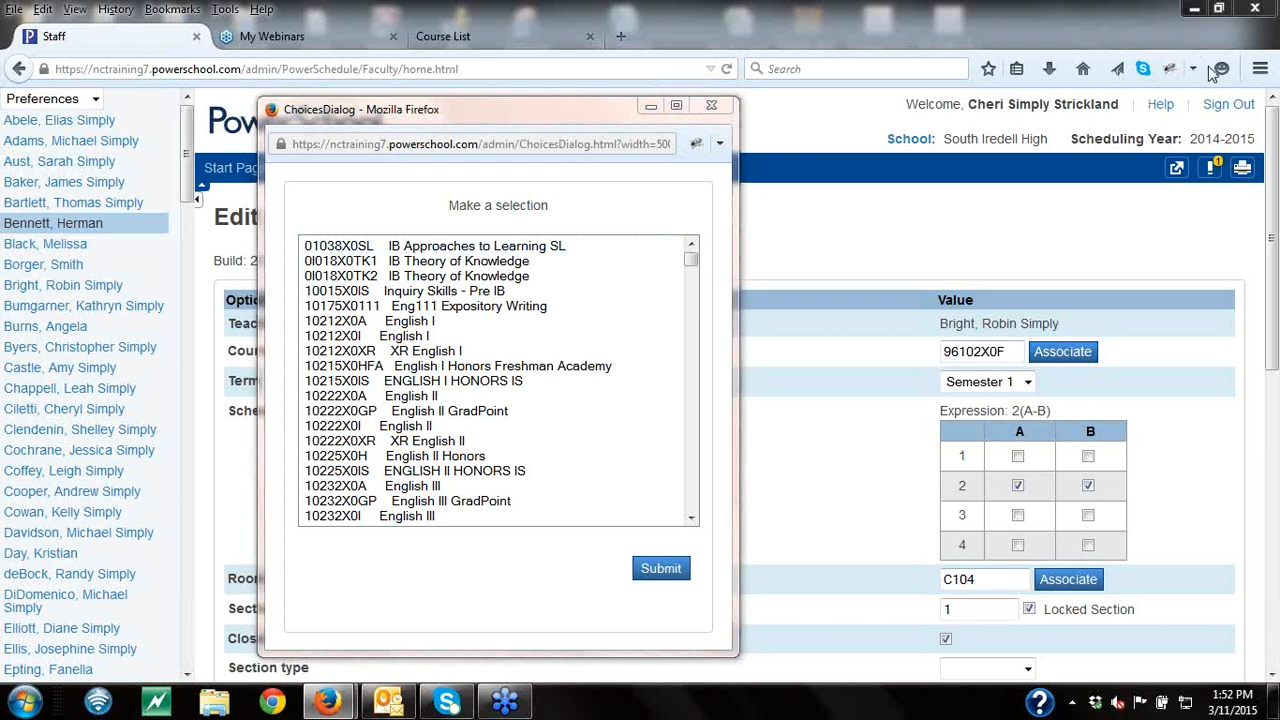 File Edit View History Bookmarks Tools Help
Staff
My Webinars
Course List
https://nctraining7.powerschool.com/admin/PowerSchedule/Faculty/home.html
Search
Preferences
Abele, Elias Simply
Adams, Michael Simply
Aust, Sarah Simply
Baker, James Simply
Bartlett, Thomas Simply
Bennett, Herman
Black, Melissa
Borger, Smith
Bright, Robin Simply
Bumgarner, Kathryn Simply
Burns, Angela
Byers, Christopher Simply
Castle, Amy Simply
Chappell, Leah Simply
Ciletti, Cheryl Simply
Clendenin, Shelley Simply
Cochrane, Jessica Simply
Coffey, Leigh Simply
Cooper, Andrew Simply
Cowan, Kelly Simply
Davidson, Michael Simply
Day, Kristian
deBock, Randy Simply
DiDomenico, Michael
Simply
Elliott, Diane Simply
Ellis, Josephine Simply
Epting, Fanella
Welcome, Cheri Simply Strickland
Help
Sign Out
School: South Iredell High
Scheduling Year: 2014-2015
Start Pag
Edit
Build: 2
ChoicesDialog - Mozilla Firefox
https://nctraining7.powerschool.com/admin/ChoicesDialog.html?width=500
Make a selection
01038X0SL IB Approaches to Learning SL
0I018X0TK1 IB Theory of Knowledge
0I018X0TK2 IB Theory of Knowledge
10015X0IS Inquiry Skills - Pre IB
10175X0111 Eng111 Expository Writing
10212X0A English I
10212X0I English I
10212X0XR XR English I
10215X0HFA English I Honors Freshman Academy
10215X0IS ENGLISH I HONORS IS
10222X0A English II
10222X0GP English II GradPoint
10222X0I English II
10222X0XR XR English II
10225X0H English II Honors
10225X0IS ENGLISH II HONORS IS
10232X0A English III
10232X0GP English III GradPoint
10232X0I English III
Submit
Value
Bright, Robin Simply
96102X0F Associate
Semester 1
Expression: 2(A-B)
A B
1
2
3
4
C104 Associate
1 Locked Section
Section type
1:52 PM
3/11/2015